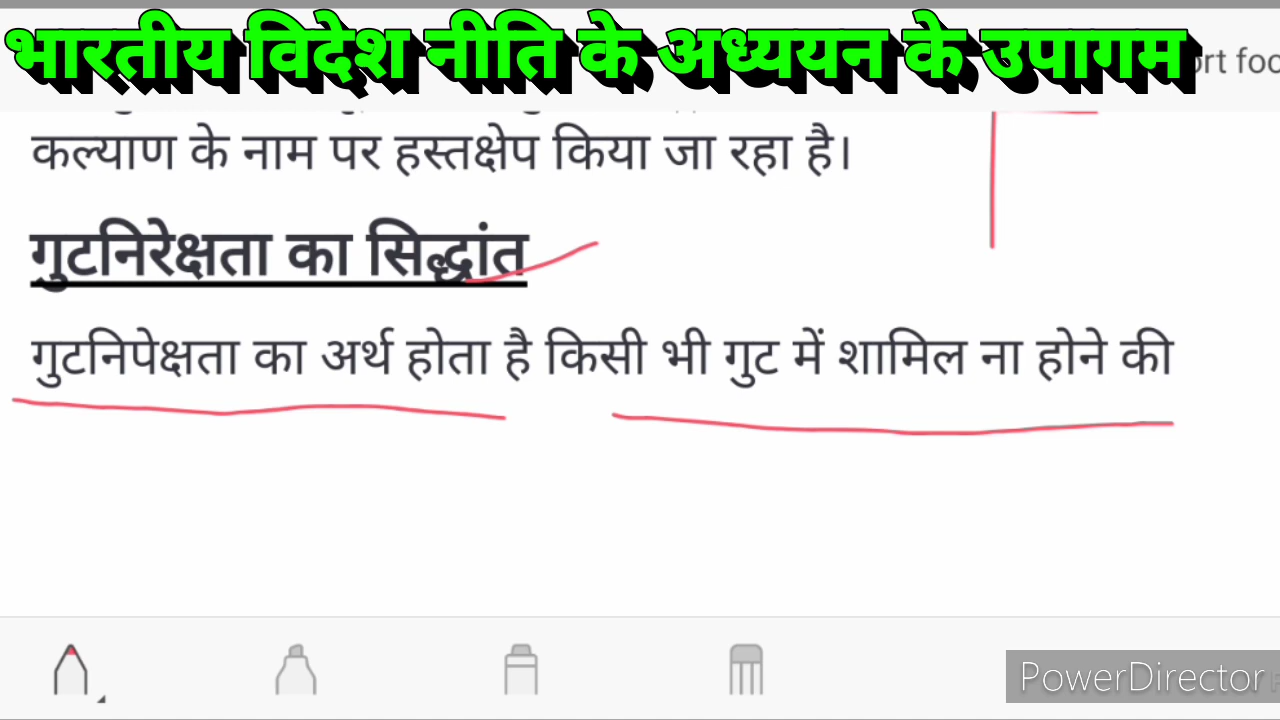 भारतीय विदेश नीति के अध्ययन के उपागम
कल्याण के नाम पर हस्तक्षेप किया जा रहा है।
गुटनिरेक्षता का सिद्धांत
गुटनिपेक्षता का अर्थ होता है किसी भी गुट में शामिल ना होने की
PowerDirector